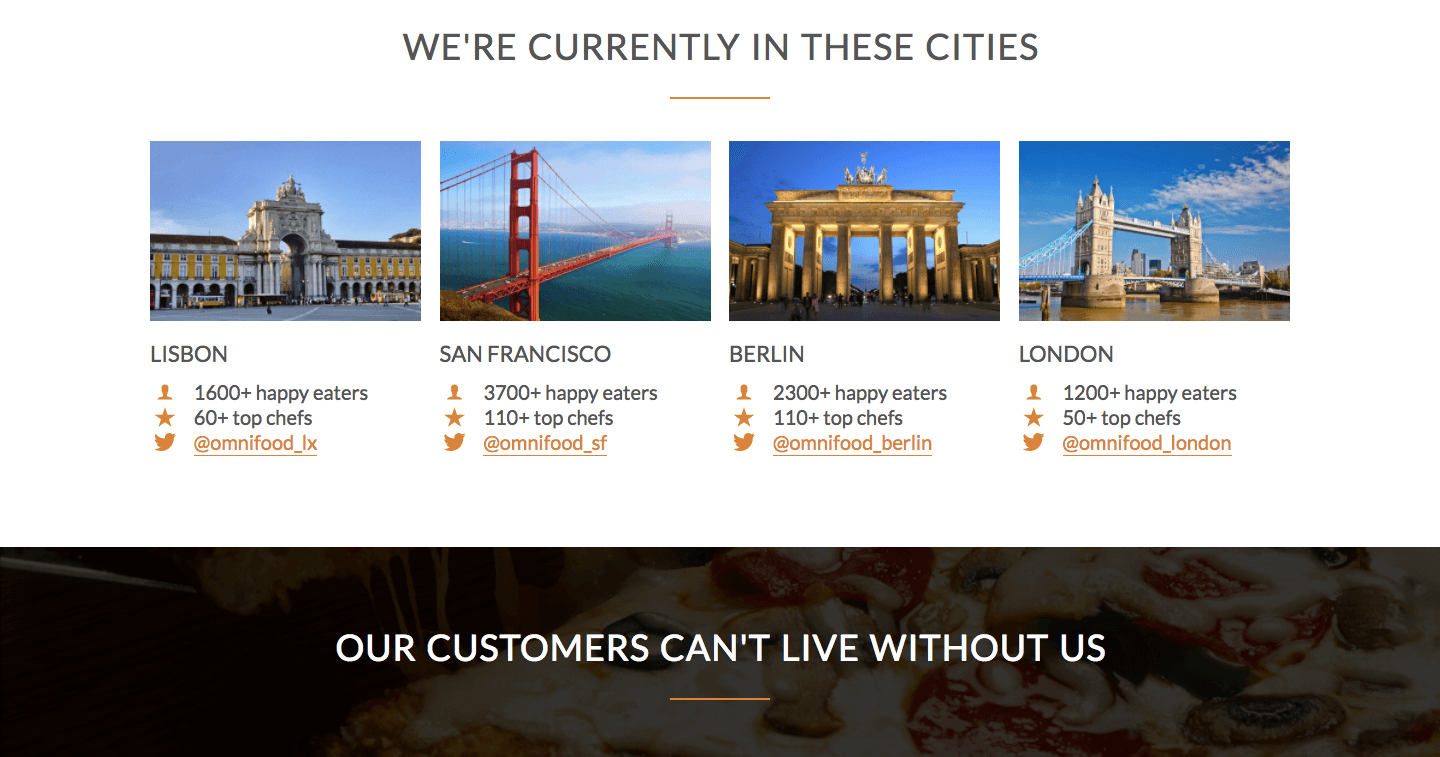 WE'RE CURRENTLY IN THESE CITIES
LISBON
1600+ happy eaters
60+ top chefs
@omnifood_lx
SAN FRANCISCO
3700+ happy eaters
110+ top chefs
@omnifood_sf
BERLIN
2300+ happy eaters
110+ top chefs
@omnifood_berlin
LONDON
1200+ happy eaters
50+ top chefs
@omnifood_london
OUR CUSTOMERS CAN'T LIVE WITHOUT US